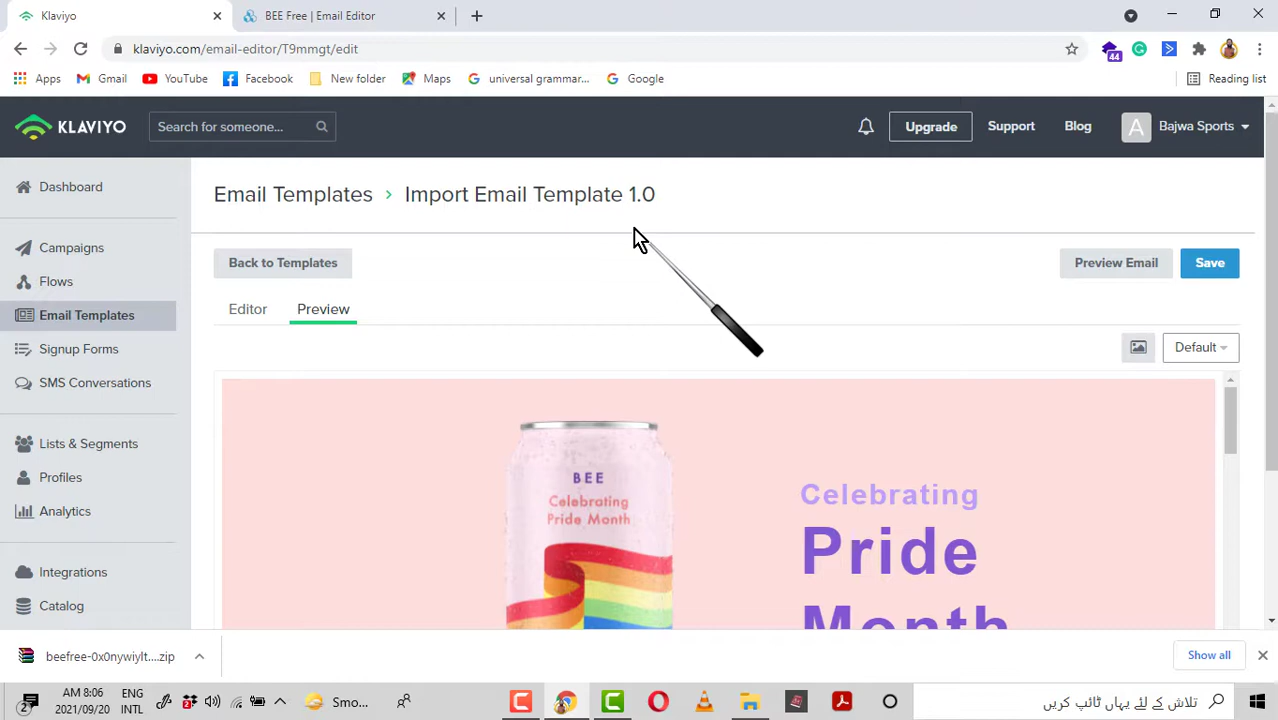 Klaviyo
BEE Free | Email Editor
klaviyo.com/email-editor/T9mmgt/edit
44
Apps
Gmail
YouTube
Facebook
New folder
Maps
universal grammar...
Google
Reading list
KLAVIYO
Search for someone...
Upgrade
Support
Blog
A
Bajwa Sports
Dashboard
Campaigns
Flows
Email Templates
Signup Forms
SMS Conversations
Lists & Segments
Profiles
Analytics
Integrations
Catalog
Email Templates › Import Email Template 1.0
Back to Templates
Preview Email
Save
Editor
Preview
Default
BEE
Celebrating
Pride Month
Celebrating
Pride
Month
beefree-0x0nywiylt....zip
Show all
2
AM 8:06
2021/09/20
ENG
INTL
Smo...
تلاش کے لئے یہاں ٹائپ کریں